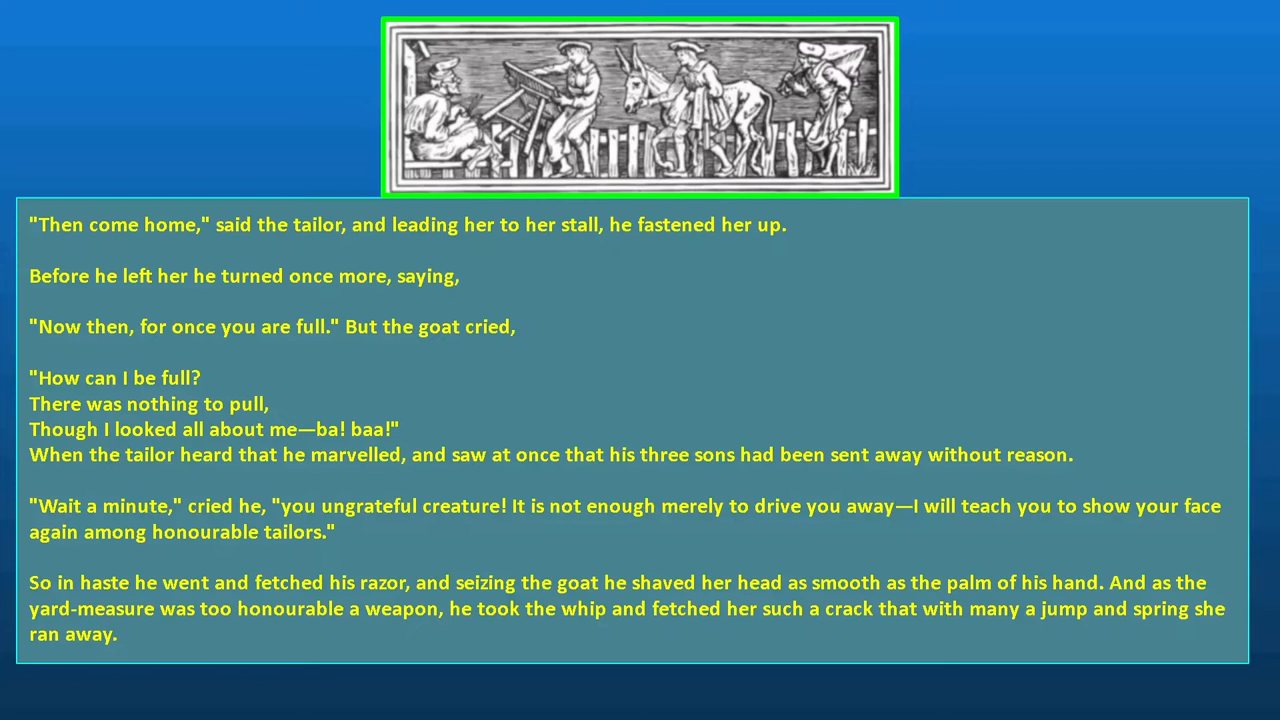 "Then come home," said the tailor, and leading her to her stall, he fastened her up.
Before he left her he turned once more, saying,
"Now then, for once you are full." But the goat cried,
"How can I be full?
There was nothing to pull,
Though I looked all about me—ba! baa!"
When the tailor heard that he marvelled, and saw at once that his three sons had been sent away without reason.
"Wait a minute," cried he, "you ungrateful creature! It is not enough merely to drive you away—I will teach you to show your face
again among honourable tailors."
So in haste he went and fetched his razor, and seizing the goat he shaved her head as smooth as the palm of his hand. And as the
yard-measure was too honourable a weapon, he took the whip and fetched her such a crack that with many a jump and spring she
ran away.